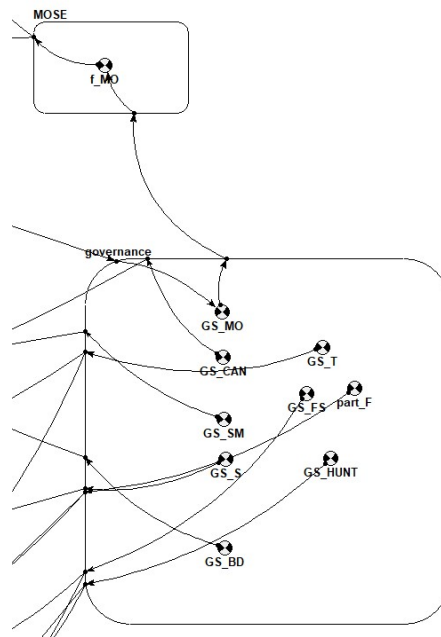 MOSE
f_MO
governance
GS_MO
GS_T
GS_CAN
GS_FS
part_F
GS_SM
GS_S
GS_HUNT
GS_BD